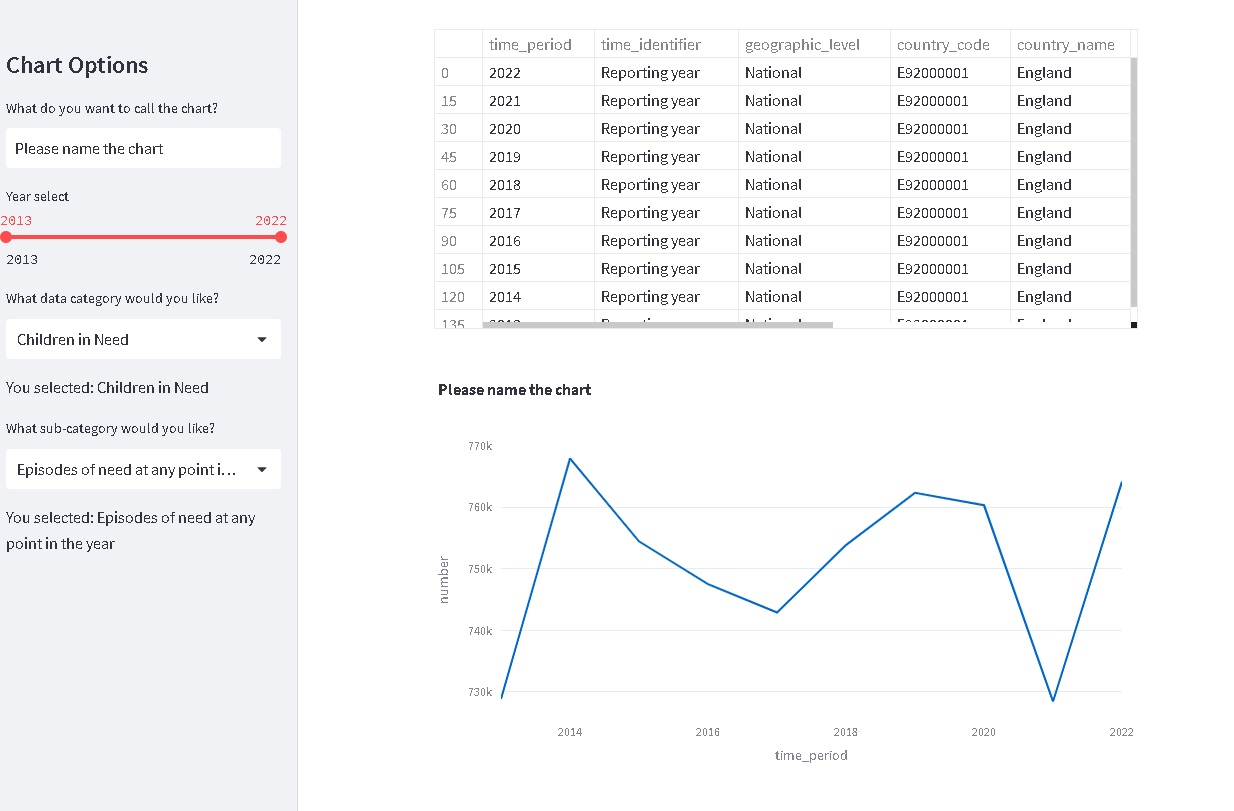 Chart Options
What do you want to call the chart?
Please name the chart
Year select
2013 2022
2013 2022
What data category would you like?
Children in Need
You selected: Children in Need
What sub-category would you like?
Episodes of need at any point i...
You selected: Episodes of need at any
point in the year
time_period time_identifier geographic_level country_code country_name
0 2022 Reporting year National E92000001 England
15 2021 Reporting year National E92000001 England
30 2020 Reporting year National E92000001 England
45 2019 Reporting year National E92000001 England
60 2018 Reporting year National E92000001 England
75 2017 Reporting year National E92000001 England
90 2016 Reporting year National E92000001 England
105 2015 Reporting year National E92000001 England
120 2014 Reporting year National E92000001 England
135
Please name the chart
770k
760k
750k
740k
730k
number
2014 2016 2018 2020 2022
time_period